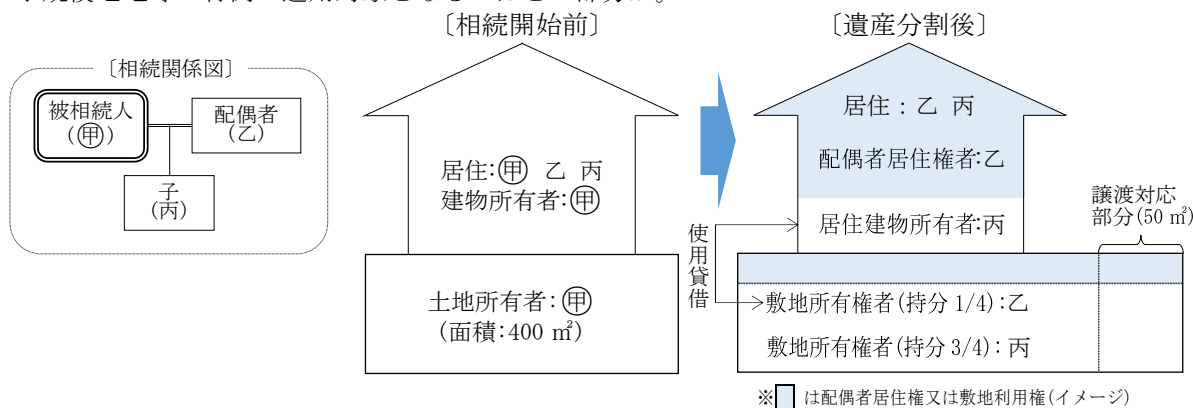 〔相続開始前〕
〔遺産分割後〕
〔相続関係図〕
被相続人
(㊙)
配偶者
(乙)
子
(丙)
居住:甲 乙 丙
建物所有者:甲
土地所有者:甲
(面積:400 ㎡)
居住:乙 丙
配偶者居住権者:乙
居住建物所有者:丙
使用貸借
譲渡対応
部分(50 ㎡)
敷地所有権者(持分 1/4):乙
敷地所有権者(持分 3/4):丙
※ は配偶者居住権又は敷地利用権(イメージ)